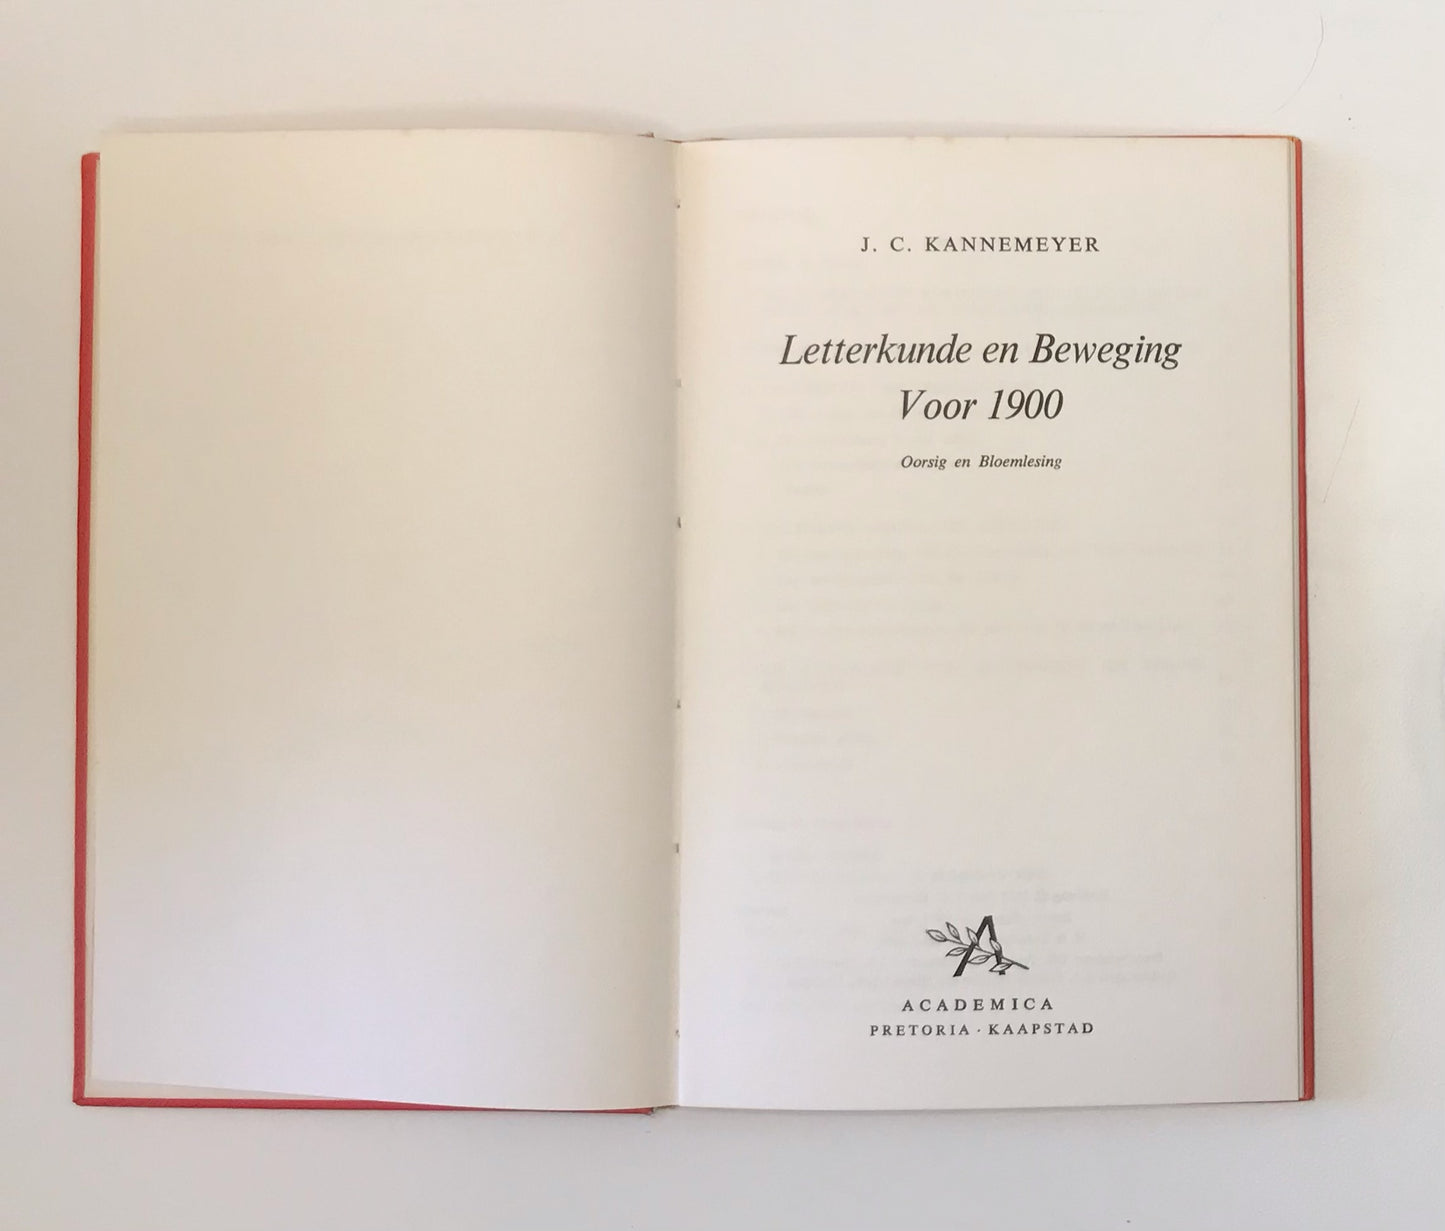 J. C. KANNEMEYER
Letterkunde en Beweging
Voor 1900
Oorsig en Bloemlesing
A
ACADEMICA
PRETORIA · KAAPSTAD